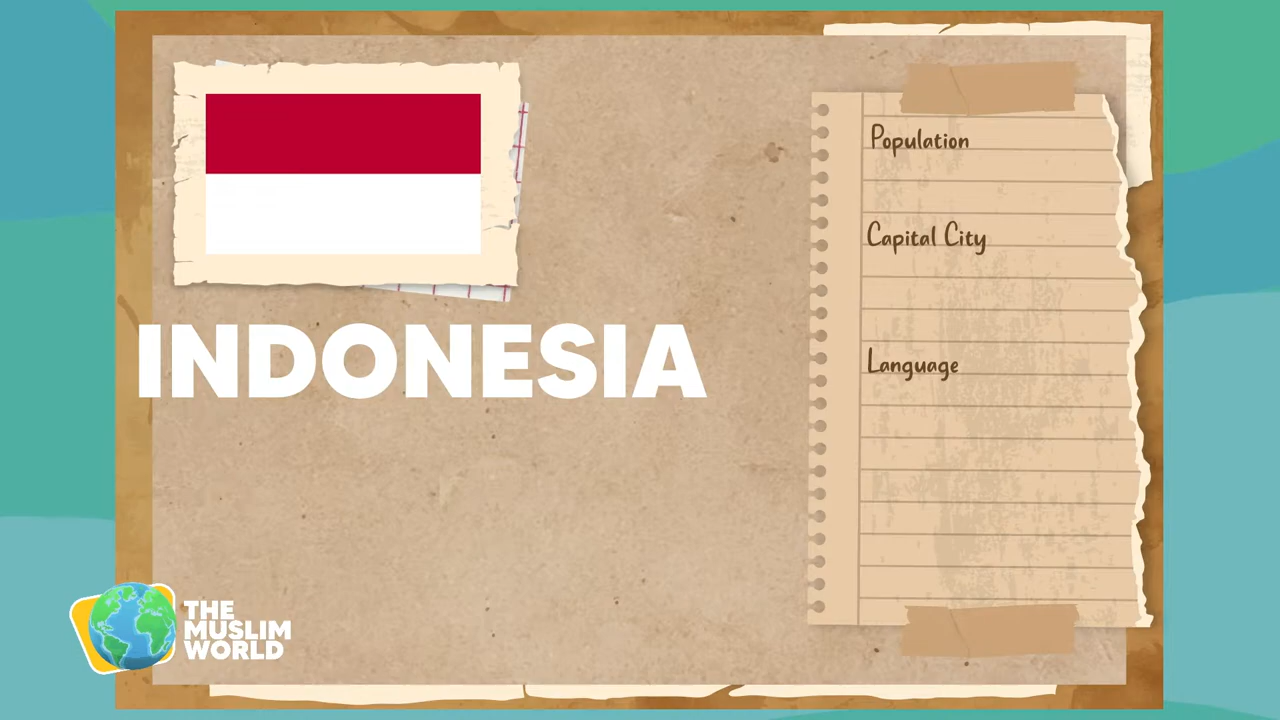 INDONESIA
Population
Capital City
Language
THE
MUSLIM
WORLD